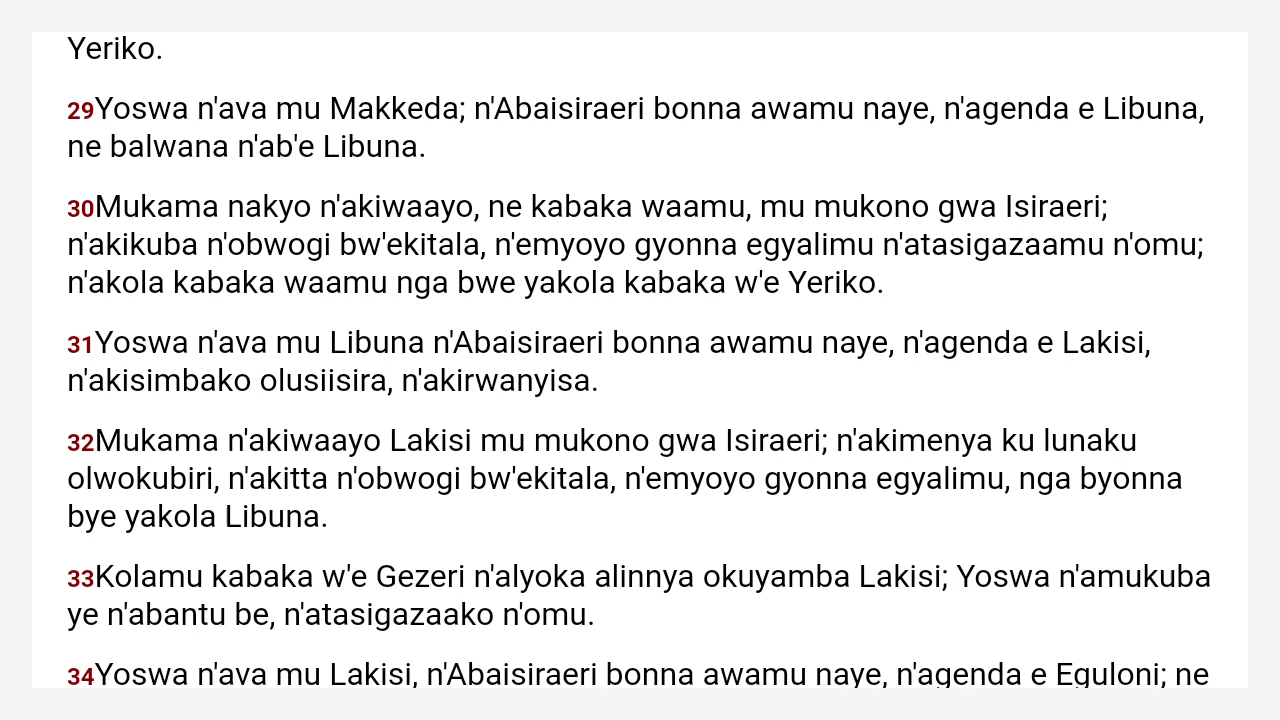 Yeriko.
29Yoswa n'ava mu Makkeda; n'Abaisiraeri bonna awamu naye, n'agenda e Libuna,
ne balwana n'ab'e Libuna.
30Mukama nakyo n'akiwaayo, ne kabaka waamu, mu mukono gwa Isiraeri;
n'akikuba n'obwogi bw'ekitala, n'emyoyo gyonna egyalimu n'atasigazaamu n'omu;
n'akola kabaka waamu nga bwe yakola kabaka w'e Yeriko.
31Yoswa n'ava mu Libuna n'Abaisiraeri bonna awamu naye, n'agenda e Lakisi,
n'akisimbako olusiisira, n'akirwanyisa.
32Mukama n'akiwaayo Lakisi mu mukono gwa Isiraeri; n'akimenya ku lunaku
olwokubiri, n'akitta n'obwogi bw'ekitala, n'emyoyo gyonna egyalimu, nga byonna
bye yakola Libuna.
33Kolamu kabaka w'e Gezeri n'alyoka alinnya okuyamba Lakisi; Yoswa n'amukuba
ye n'abantu be, n'atasigazaako n'omu.
34Yoswa n'ava mu Lakisi, n'Abaisiraeri bonna awamu naye, n'agenda e Eguloni; ne